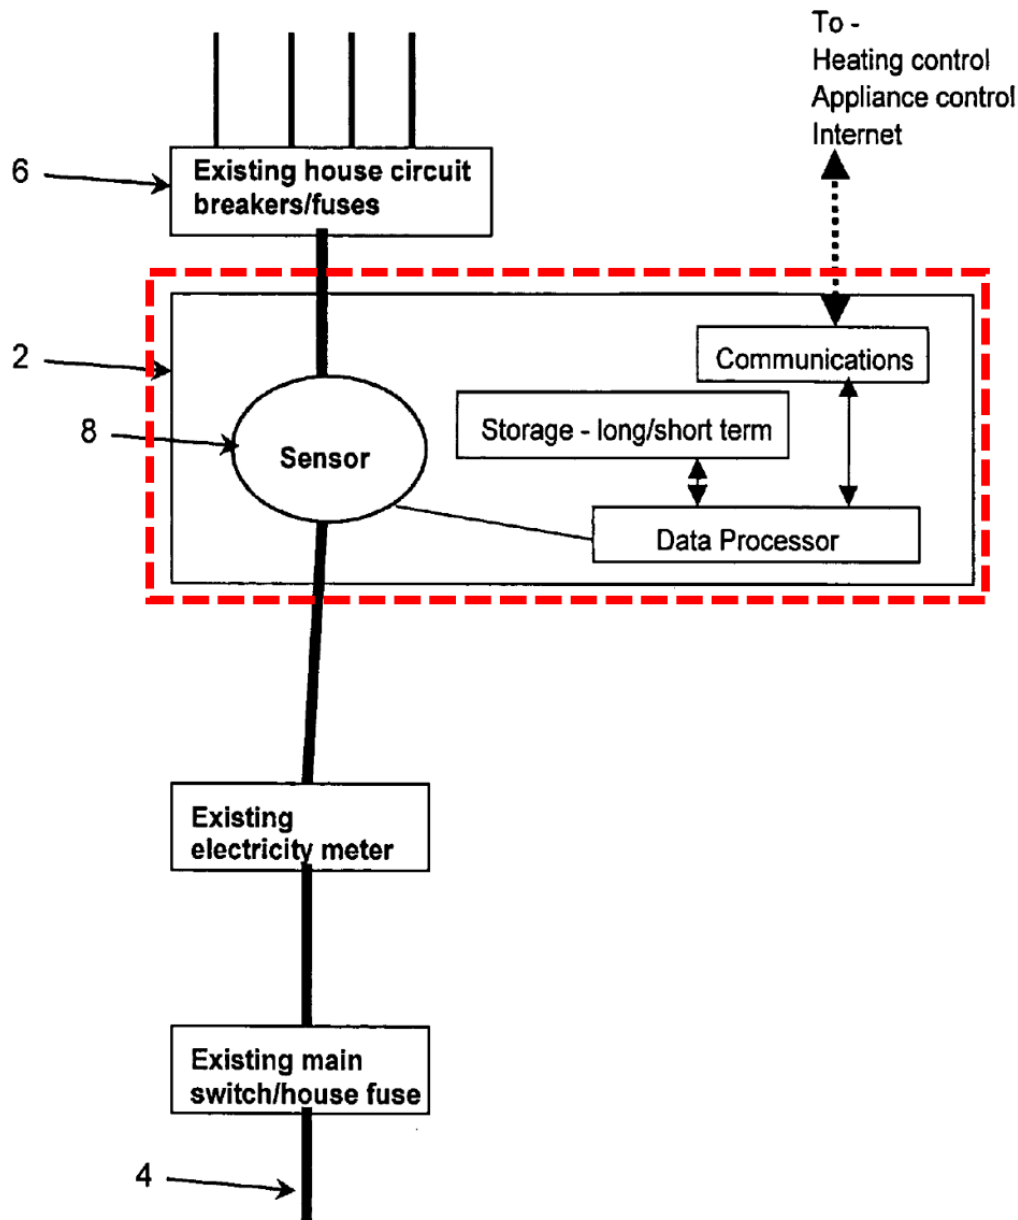 To -
Heating control
Appliance control
Internet
6
Existing house circuit
breakers/fuses
2
Communications
8
Storage - long/short term
Sensor
Data Processor
Existing
electricity meter
Existing main
switch/house fuse
4